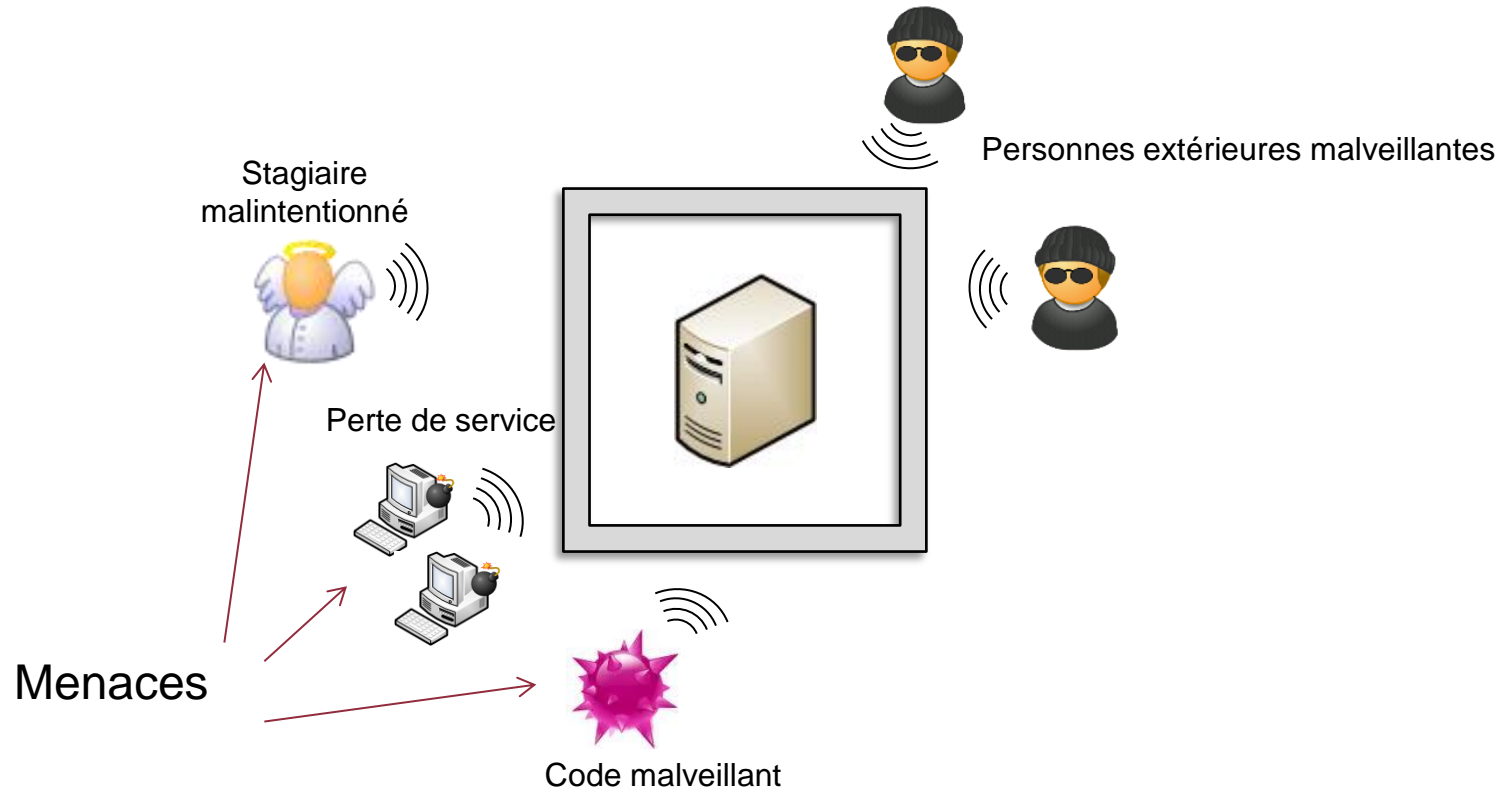 Personnes extérieures malveillantes
Stagiaire
malintentionné
Perte de service
Menaces
Code malveillant